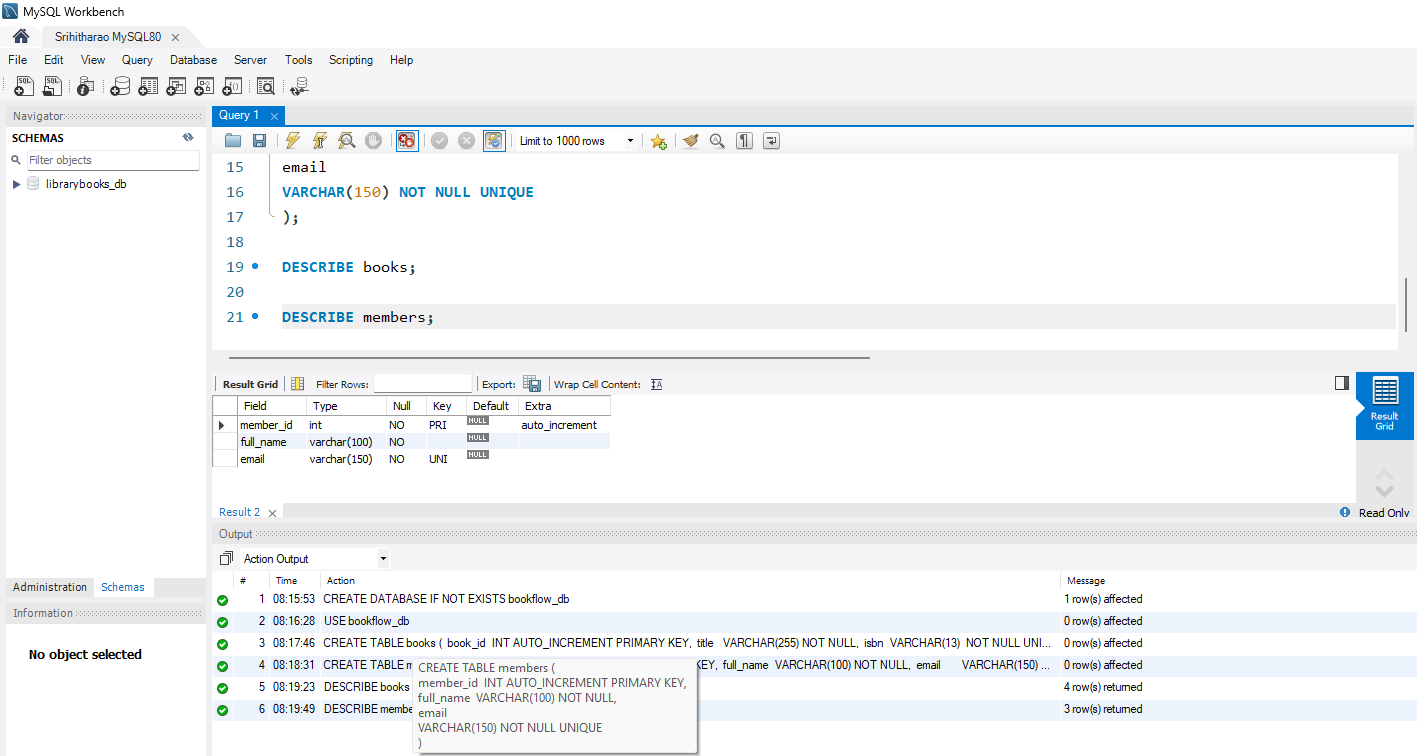 MySQL Workbench
Srihitharao MySQL80
File Edit View Query Database Server Tools Scripting Help
Navigator
SCHEMAS
Filter objects
librarybooks_db
Administration Schemas
Information
No object selected
Query 1
Limit to 1000 rows
15 email
16 VARCHAR(150) NOT NULL UNIQUE
17 );
18
19 DESCRIBE books;
20
21 DESCRIBE members;
Result Grid Filter Rows: Export: Wrap Cell Content:
Field Type Null Key Default Extra
member_id int NO PRI NULL auto_increment
full_name varchar(100) NO NULL
email varchar(150) NO UNI NULL
Result Grid
Result 2
Read Only
Output
Action Output
# Time Action Message
1 08:15:53 CREATE DATABASE IF NOT EXISTS bookflow_db 1 row(s) affected
2 08:16:28 USE bookflow_db 0 row(s) affected
3 08:17:46 CREATE TABLE books ( book_id INT AUTO_INCREMENT PRIMARY KEY, title VARCHAR(255) NOT NULL, isbn VARCHAR(13) NOT NULL UNI... 0 row(s) affected
4 08:18:31 CREATE TABLE m KEY, full_name VARCHAR(100) NOT NULL, email VARCHAR(150) ... 0 row(s) affected
5 08:19:23 DESCRIBE books 4 row(s) returned
6 08:19:49 DESCRIBE membe 3 row(s) returned
CREATE TABLE members (
member_id INT AUTO_INCREMENT PRIMARY KEY,
full_name VARCHAR(100) NOT NULL,
email
VARCHAR(150) NOT NULL UNIQUE
)